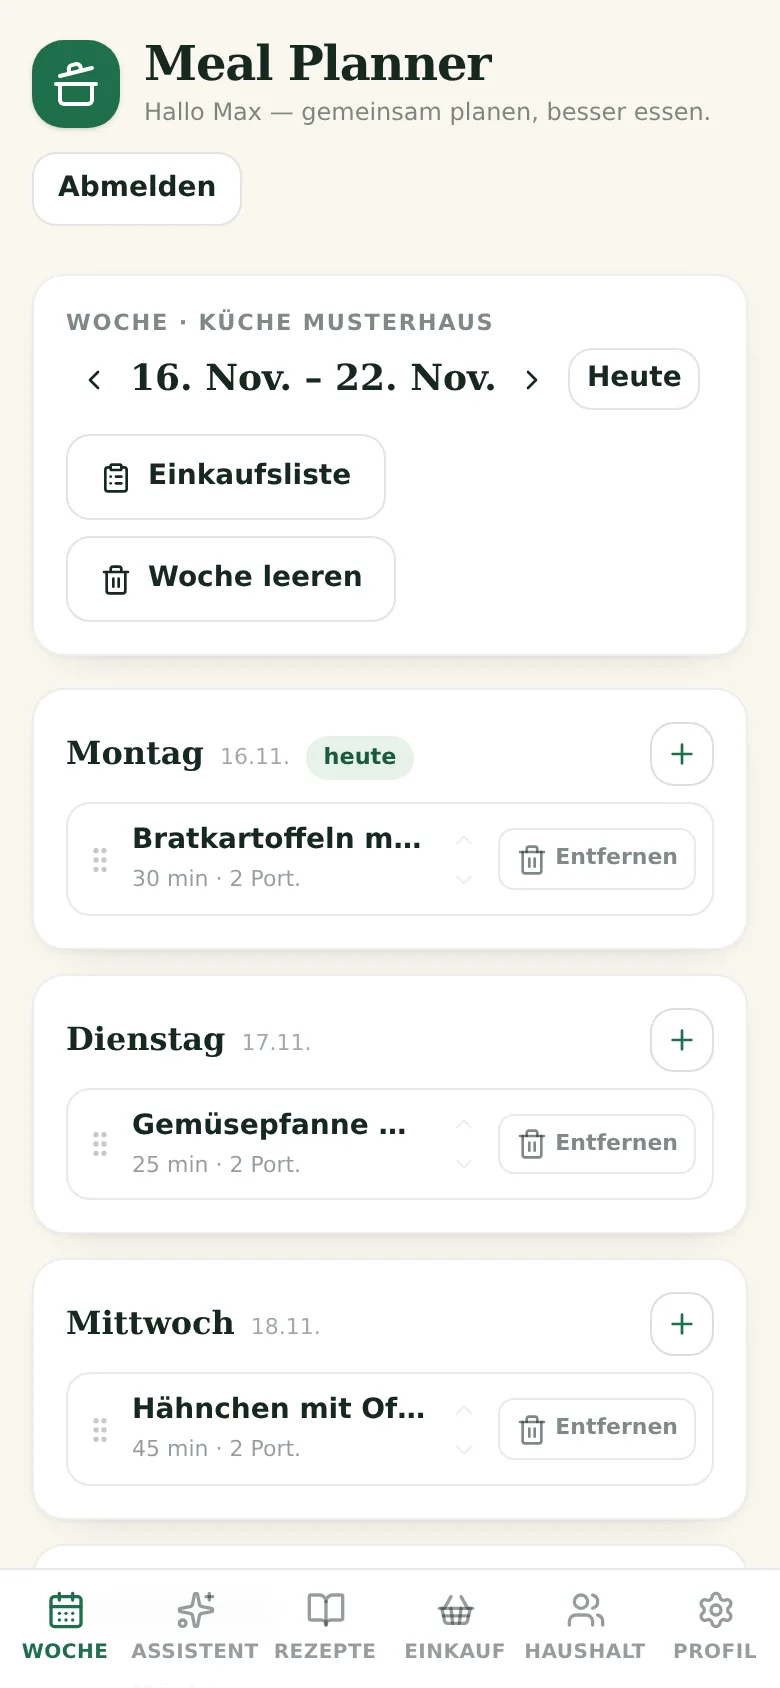 Meal Planner
Hallo Max — gemeinsam planen, besser essen.
Abmelden
WOCHE · KÜCHE MUSTERHAUS
16. Nov. – 22. Nov.
Heute
Einkaufsliste
Woche leeren
Montag 16.11. heute
Bratkartoffeln m...
30 min · 2 Port.
Entfernen
Dienstag 17.11.
Gemüsepfanne ...
25 min · 2 Port.
Entfernen
Mittwoch 18.11.
Hähnchen mit Of...
45 min · 2 Port.
Entfernen
WOCHE ASSISTENT REZEPTE EINKAUF HAUSHALT PROFIL